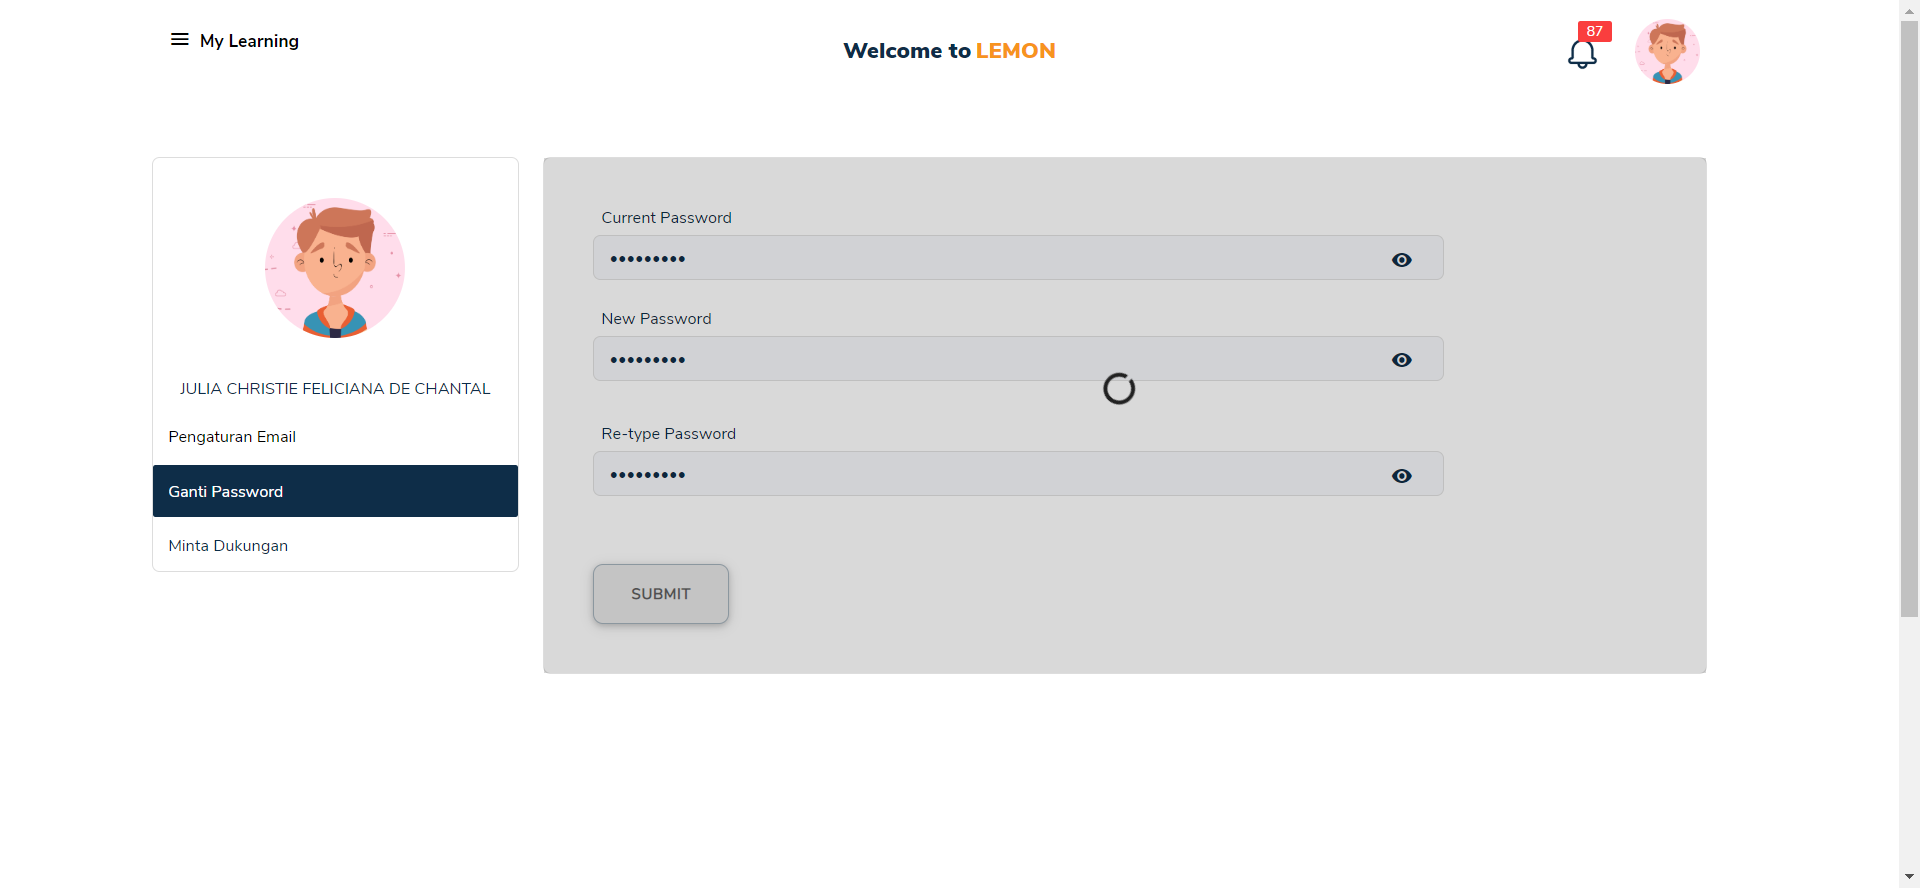 My Learning
Welcome to LEMON
87
JULIA CHRISTIE FELICIANA DE CHANTAL
Pengaturan Email
Ganti Password
Minta Dukungan
Current Password
•••••••••
New Password
•••••••••
Re-type Password
•••••••••
SUBMIT